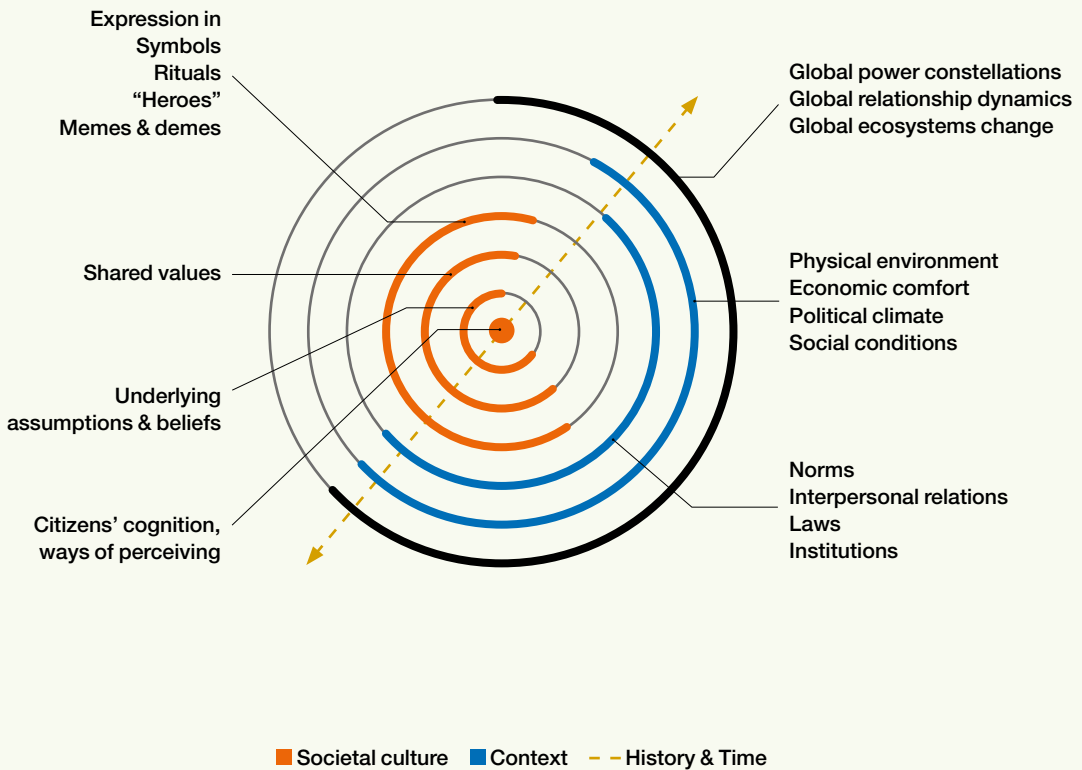 Expression in
Symbols
Rituals
“Heroes”
Memes & demes
Shared values
Underlying
assumptions & beliefs
Citizens’ cognition,
ways of perceiving
Global power constellations
Global relationship dynamics
Global ecosystems change
Physical environment
Economic comfort
Political climate
Social conditions
Norms
Interpersonal relations
Laws
Institutions
Societal culture
Context
History & Time